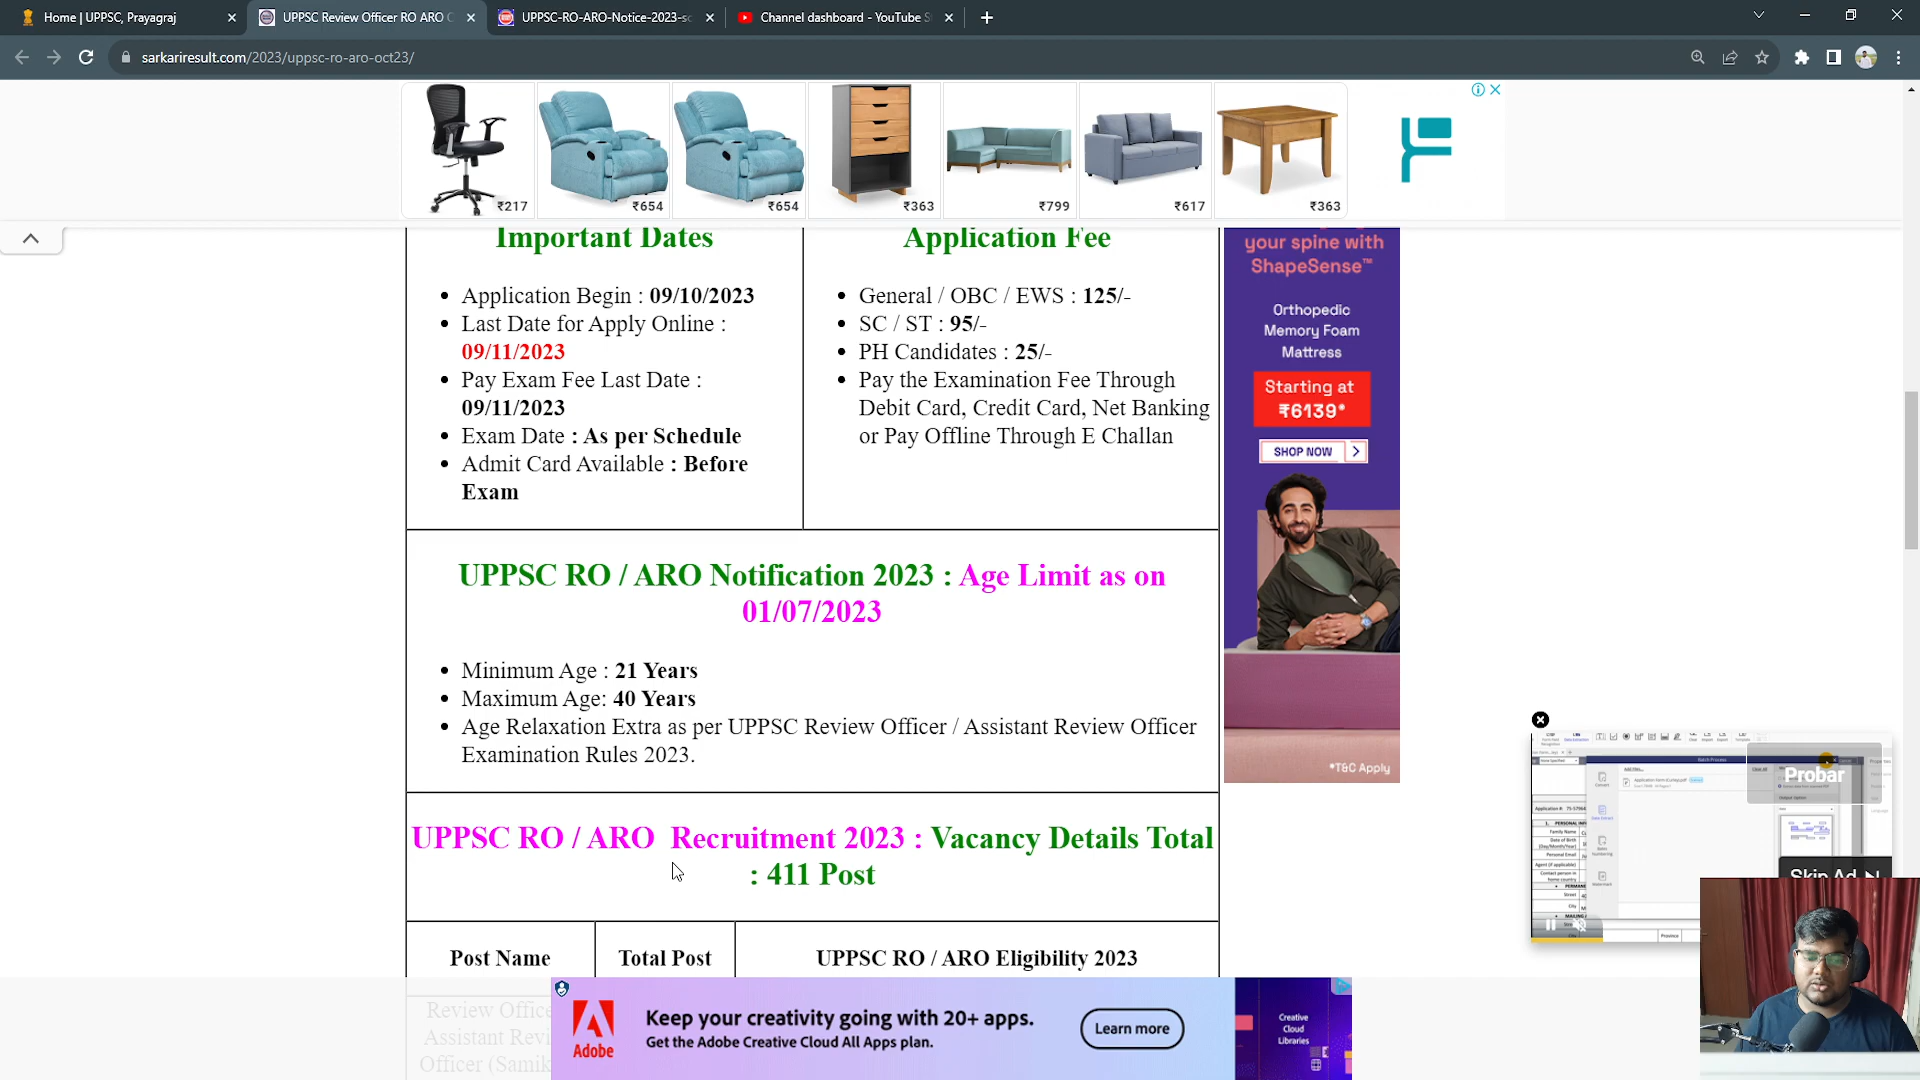 Home | UPPSC, Prayagraj
UPPSC Review Officer RO ARO
UPPSC-RO-ARO-Notice-2023-sc
Channel dashboard - YouTube S
sarkariresult.com/2023/uppsc-ro-aro-oct23/
₹217
₹654
₹654
₹363
₹799
₹617
₹363
Important Dates
Application Begin : 09/10/2023
Last Date for Apply Online :
09/11/2023
Pay Exam Fee Last Date :
09/11/2023
Exam Date : As per Schedule
Admit Card Available : Before
Exam
Application Fee
General / OBC / EWS : 125/-
SC / ST : 95/-
PH Candidates : 25/-
Pay the Examination Fee Through
Debit Card, Credit Card, Net Banking
or Pay Offline Through E Challan
your spine with
ShapeSense™
Orthopedic
Memory Foam
Mattress
Starting at
₹6139*
SHOP NOW
*T&C Apply
UPPSC RO / ARO Notification 2023 : Age Limit as on
01/07/2023
Minimum Age : 21 Years
Maximum Age: 40 Years
Age Relaxation Extra as per UPPSC Review Officer / Assistant Review Officer
Examination Rules 2023.
UPPSC RO / ARO Recruitment 2023 : Vacancy Details Total
: 411 Post
Post Name
Total Post
UPPSC RO / ARO Eligibility 2023
Review Office
Assistant Revi
Officer (Samik
Probar
Skip Ad
Adobe
Keep your creativity going with 20+ apps.
Get the Adobe Creative Cloud All Apps plan.
Learn more
Creative
Cloud
Libraries